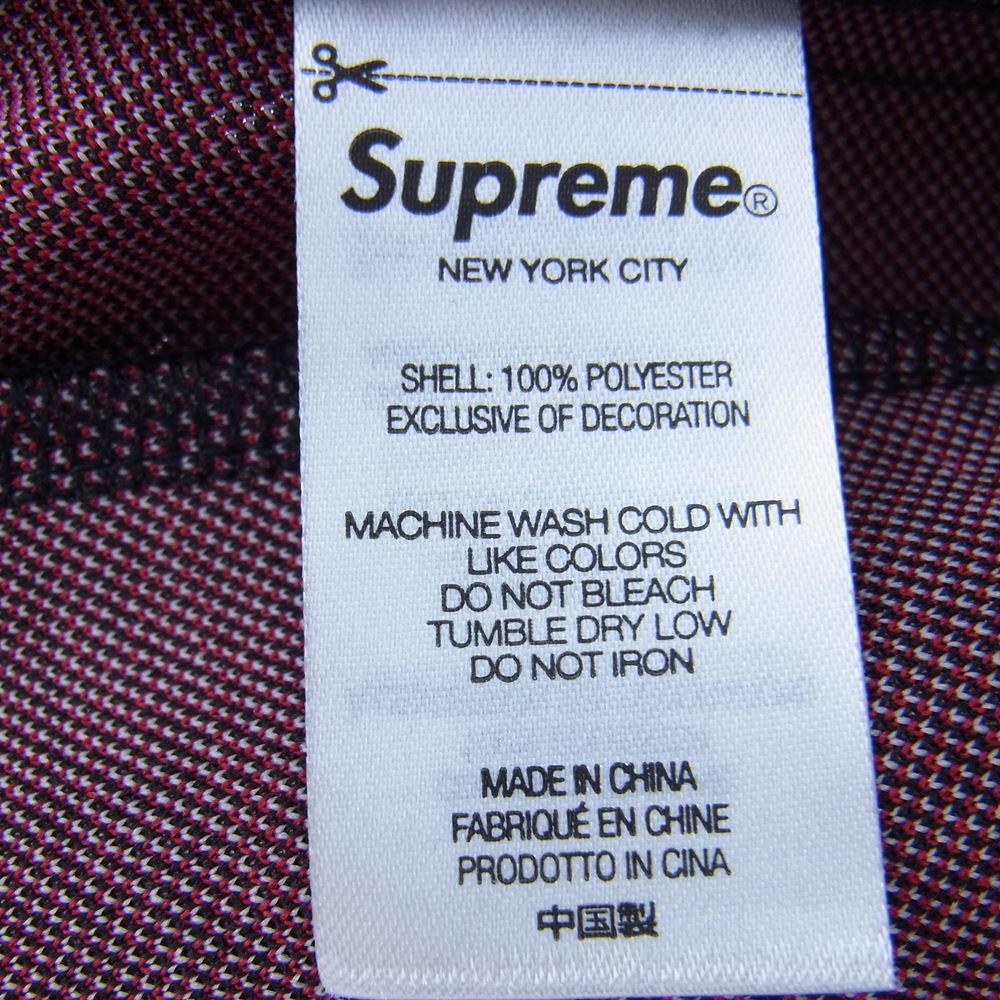 Supreme®
NEW YORK CITY
SHELL: 100% POLYESTER
EXCLUSIVE OF DECORATION
MACHINE WASH COLD WITH
LIKE COLORS
DO NOT BLEACH
TUMBLE DRY LOW
DO NOT IRON
MADE IN CHINA
FABRIQUÉ EN CHINE
PRODOTTO IN CINA
中国製